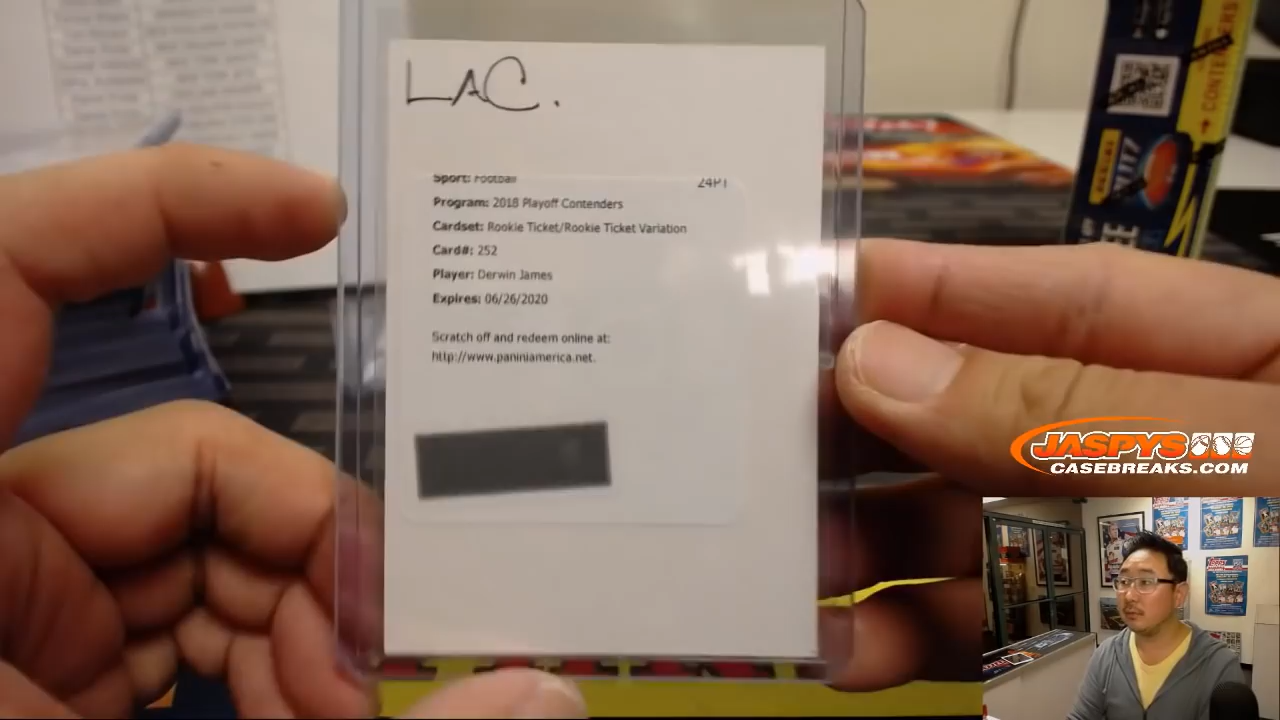 LAC.
Sport: Football
24PT
Program: 2018 Playoff Contenders
Cardset: Rookie Ticket/Rookie Ticket Variation
Card#: 252
Player: Derwin James
Expires: 06/26/2020
Scratch off and redeem online at:
http://www.paniniamerica.net.
CONTENDERS
PANINI
JASPYS
CASEBREAKS.COM